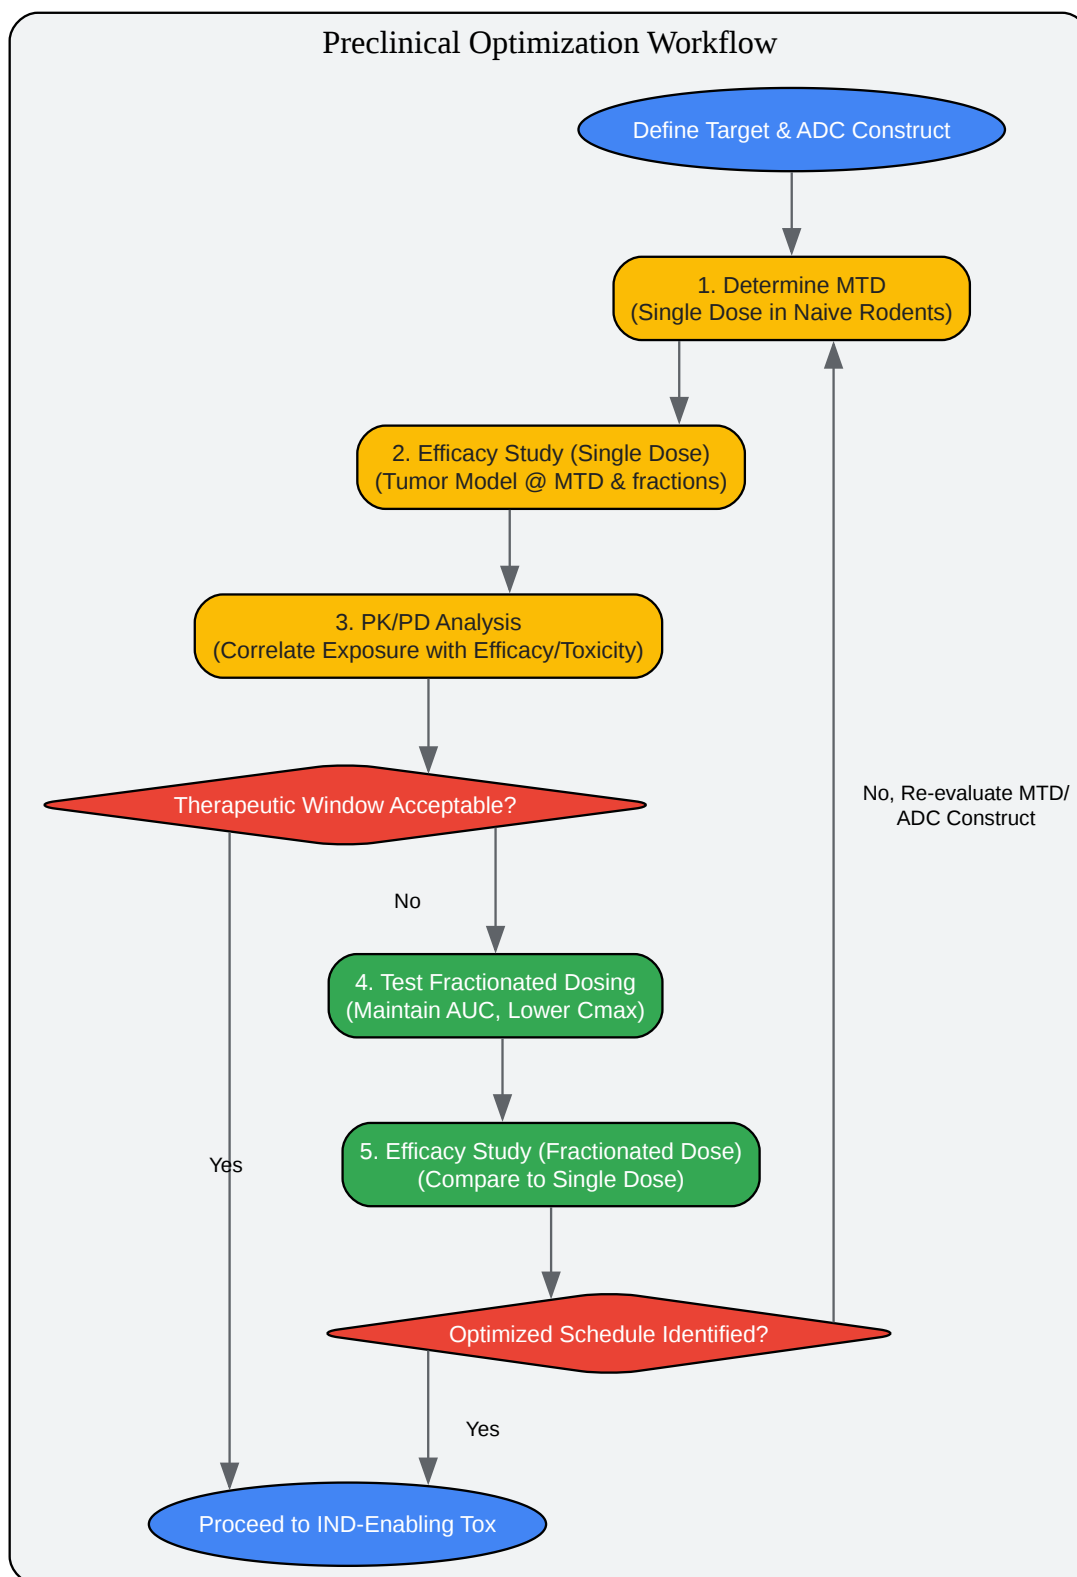 Preclinical Optimization Workflow
Define Target & ADC Construct
1. Determine MTD
(Single Dose in Naive Rodents)
2. Efficacy Study (Single Dose)
(Tumor Model @ MTD & fractions)
3. PK/PD Analysis
(Correlate Exposure with Efficacy/Toxicity)
Therapeutic Window Acceptable?
No, Re-evaluate MTD/
ADC Construct
No
4. Test Fractionated Dosing
(Maintain AUC, Lower Cmax)
5. Efficacy Study (Fractionated Dose)
(Compare to Single Dose)
Yes
Optimized Schedule Identified?
Yes
Proceed to IND-Enabling Tox